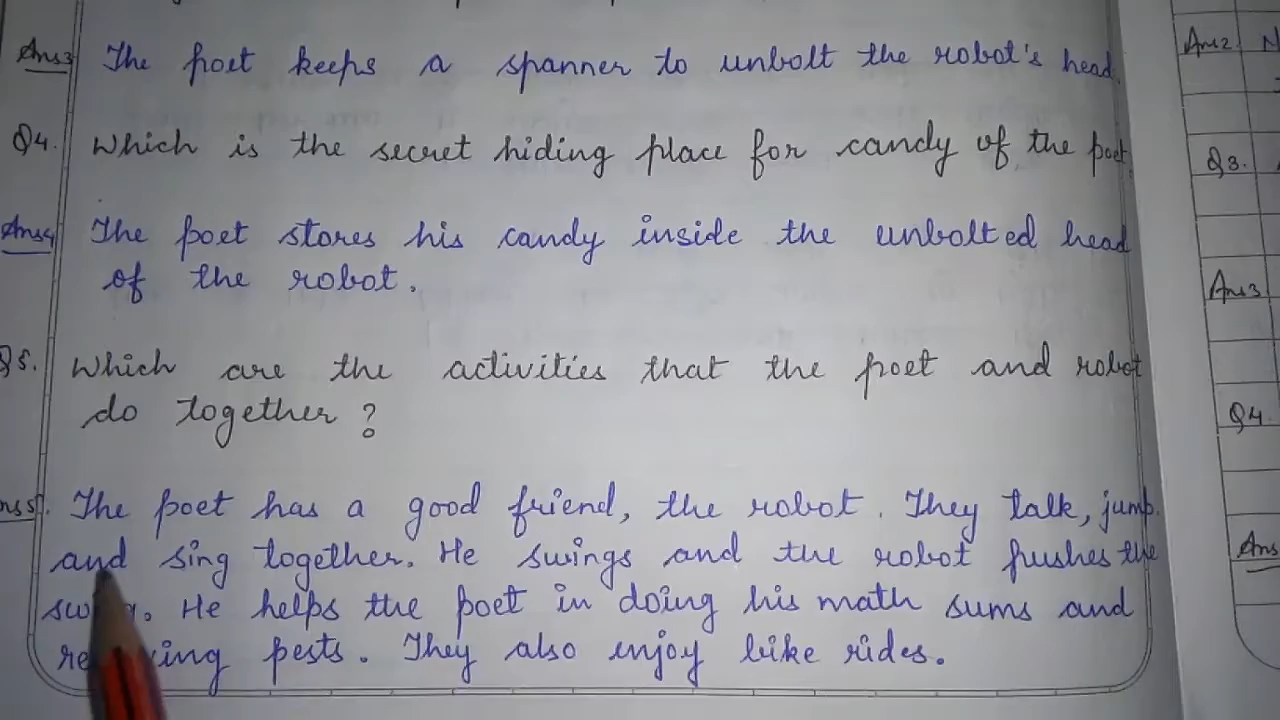 Ans3 The poet keeps a spanner to unbolt the robot's head.
Q4. Which is the secret hiding place for candy of the poet
Ans4 The poet stores his candy inside the unbolted head
of the robot.
Q5. Which are the activities that the poet and robot
do together?
Ans5. The poet has a good friend, the robot. They talk, jump
and sing together. He swings and the robot pushes the
He helps the poet in doing his math sums and
pests. They also enjoy bike rides.
Ans2 N
Q3.
Ans3
Q4
Ans